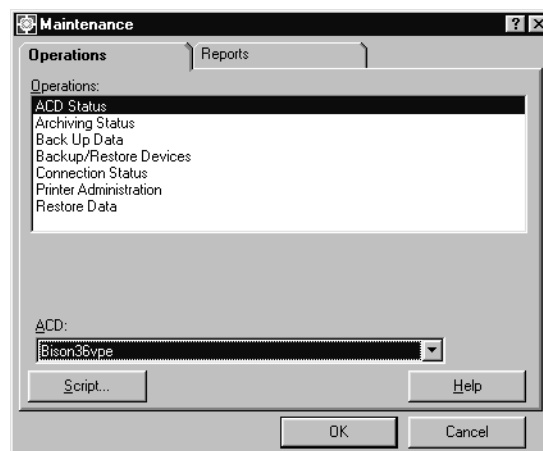 Maintenance
Operations
Reports
Operations:
ACD Status
Archiving Status
Back Up Data
Backup/Restore Devices
Connection Status
Printer Administration
Restore Data
ACD:
Bison36vpe
Script...
Help
OK
Cancel